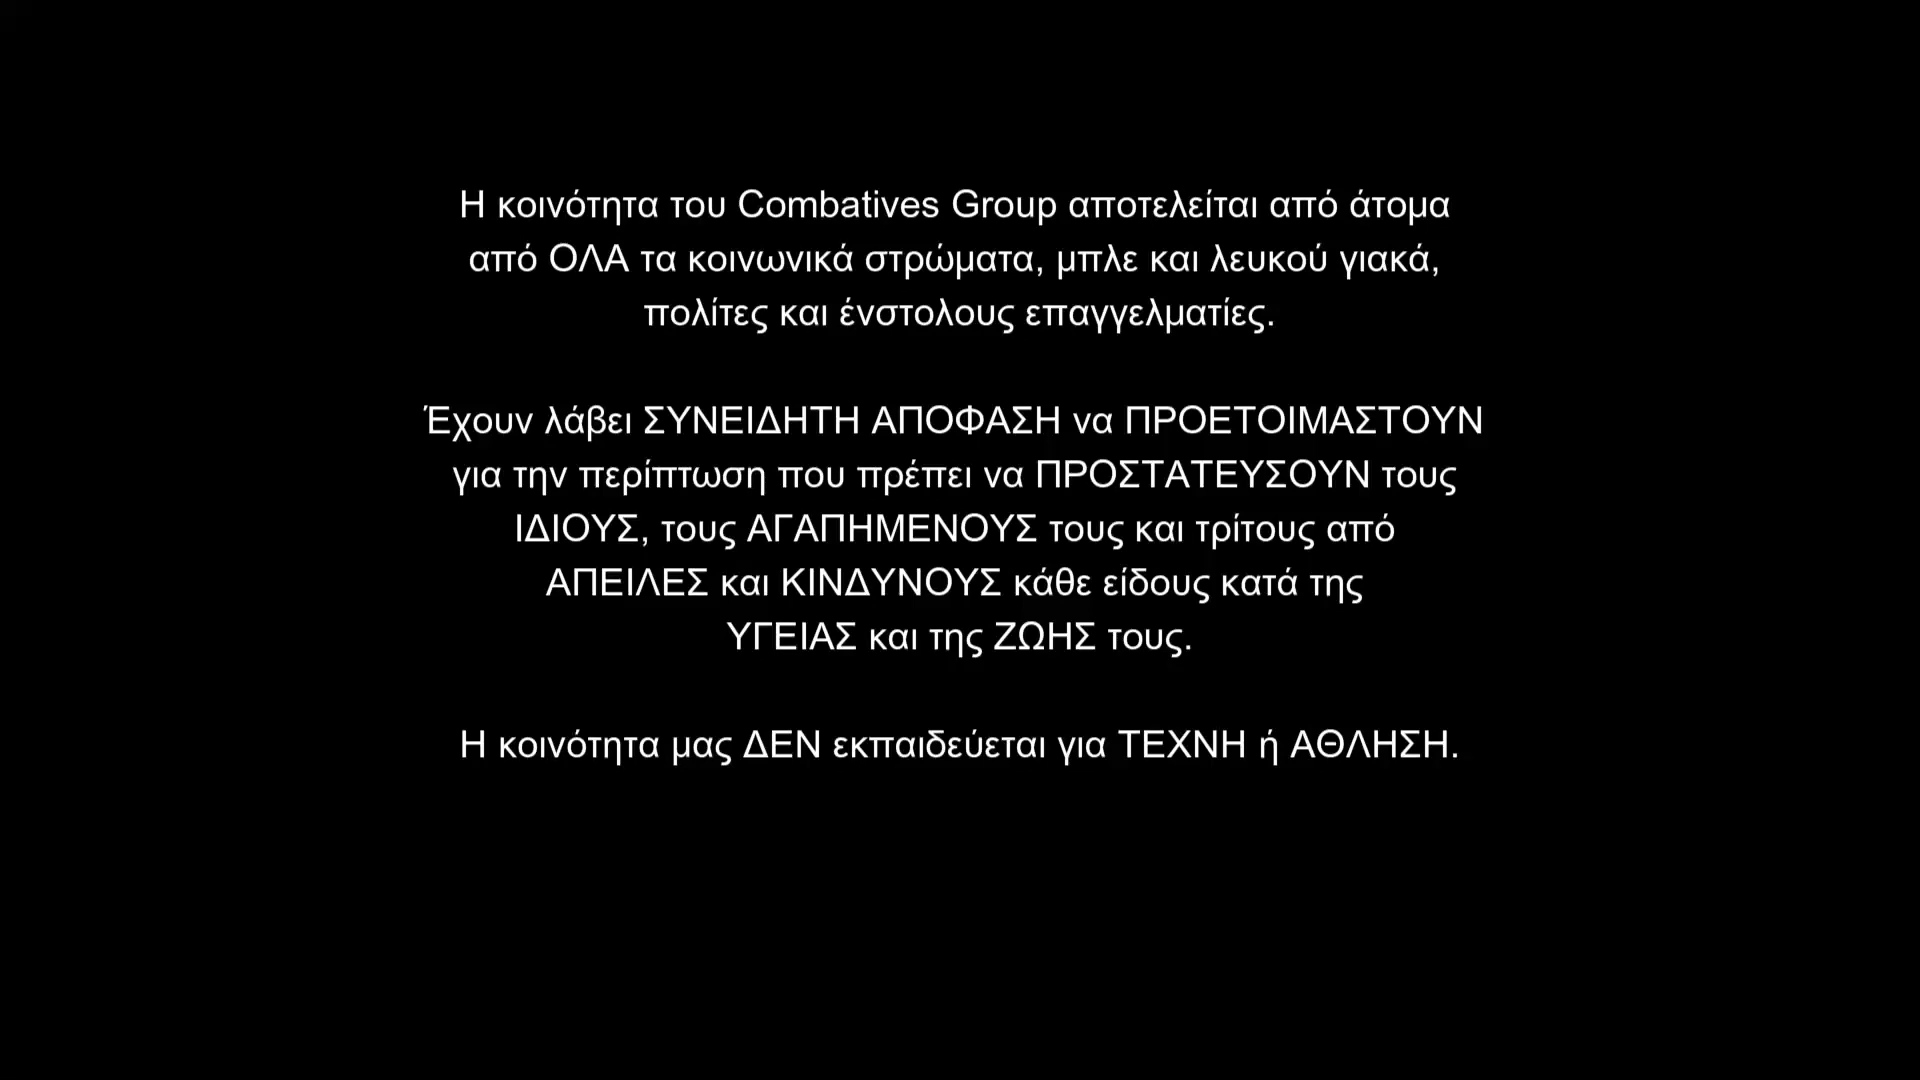 Η κοινότητα του Combatives Group αποτελείται από άτομα
από ΟΛΑ τα κοινωνικά στρώματα, μπλε και λευκού γιακά,
πολίτες και ένστολους επαγγελματίες.
Έχουν λάβει ΣΥΝΕΙΔΗΤΗ ΑΠΟΦΑΣΗ να ΠΡΟΕΤΟΙΜΑΣΤΟΥΝ
για την περίπτωση που πρέπει να ΠΡΟΣΤΑΤΕΥΣΟΥΝ τους
ΙΔΙΟΥΣ, τους ΑΓΑΠΗΜΕΝΟΥΣ τους και τρίτους από
ΑΠΕΙΛΕΣ και ΚΙΝΔΥΝΟΥΣ κάθε είδους κατά της
ΥΓΕΙΑΣ και της ΖΩΗΣ τους.
Η κοινότητα μας ΔΕΝ εκπαιδεύεται για ΤΕΧΝΗ ή ΑΘΛΗΣΗ.